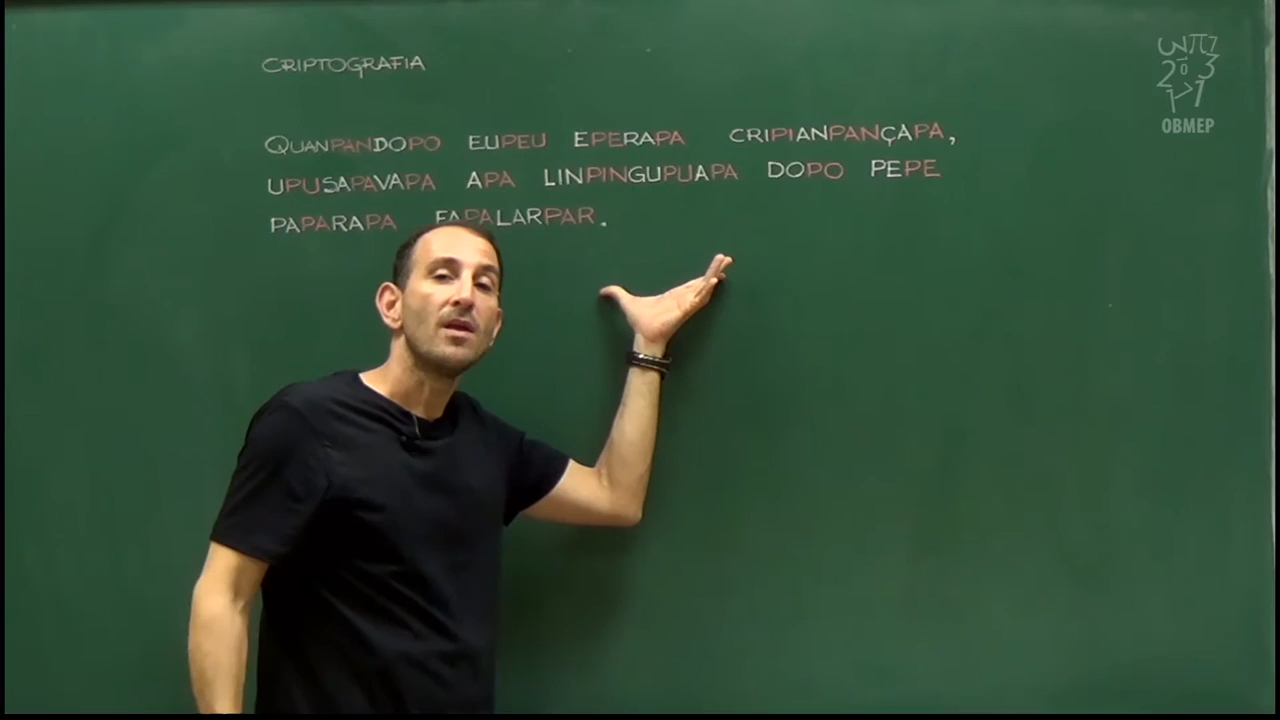 CRIPTOGRAFIA
QUANPANDOPO EUPEU EPERAPA CRIPIANPANÇAPA,
UPUSAPAVAPA APA LINPINGUPUAPA DOPO PEPE
PAPARAPA FAPALARPAR.
OBMEP